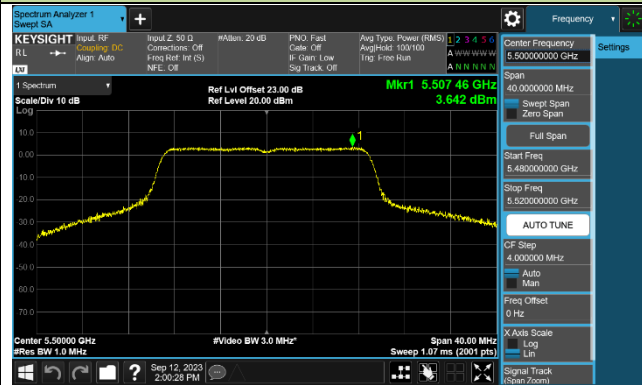 Spectrum Analyzer 1
Swept SA
Frequency
KEYSIGHT
RL
LXI
Input: RF
Coupling: DC
Align: Auto
Input Z: 50 Ω
Corrections: Off
Freq Ref: Int (S)
NFE: Off
#Atten: 20 dB
PNO: Fast
Gate: Off
IF Gain: Low
Sig Track: Off
Avg Type: Power (RMS)
Avg|Hold: 100/100
Trig: Free Run
1 2 3 4 5 6
A W W W W W
A N N N N N
1 Spectrum
Scale/Div 10 dB
Log
Ref Lvl Offset 23.00 dB
Ref Level 20.00 dBm
Mkr1 5.507 46 GHz
3.642 dBm
1
10.0
0.00
-10.0
-20.0
-30.0
-40.0
-50.0
-60.0
-70.0
Center 5.50000 GHz
#Res BW 1.0 MHz
#Video BW 3.0 MHz*
Span 40.00 MHz
Sweep 1.07 ms (2001 pts)
Sep 12, 2023
2:00:28 PM
?
Center Frequency
5.500000000 GHz
Span
40.0000000 MHz
Swept Span
Zero Span
Full Span
Start Freq
5.480000000 GHz
Stop Freq
5.520000000 GHz
AUTO TUNE
CF Step
4.000000 MHz
Auto
Man
Freq Offset
0 Hz
X Axis Scale
Log
Lin
Signal Track
(Span Zoom)
Settings